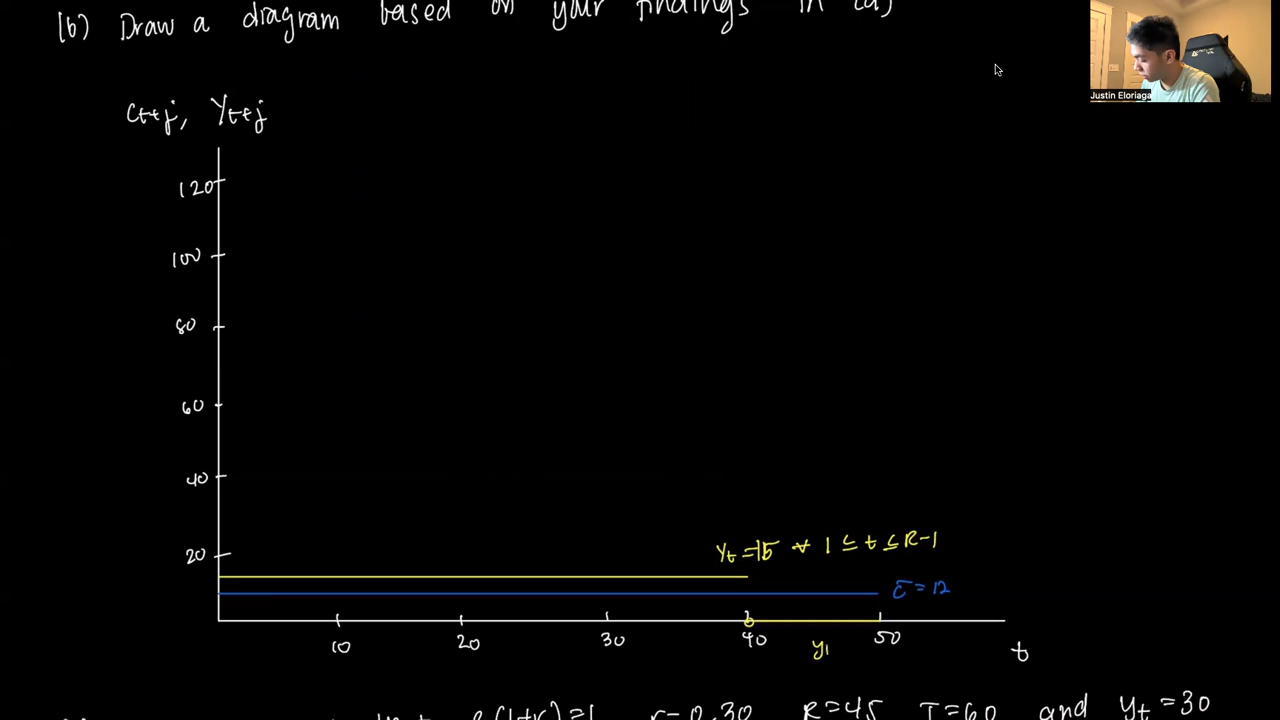 (b) Draw a diagram based on your findings in (a)
Justin Eloriaga
Ct+j, Yt+j
120
100
80
60
40
20
Yt = 15 ∀ 1 ≤ t ≤ R-1
c̄ = 12
10 20 30 40 50 t
y1
β(1+r)=1 r=0.30 R=45 T=60 and yt=30